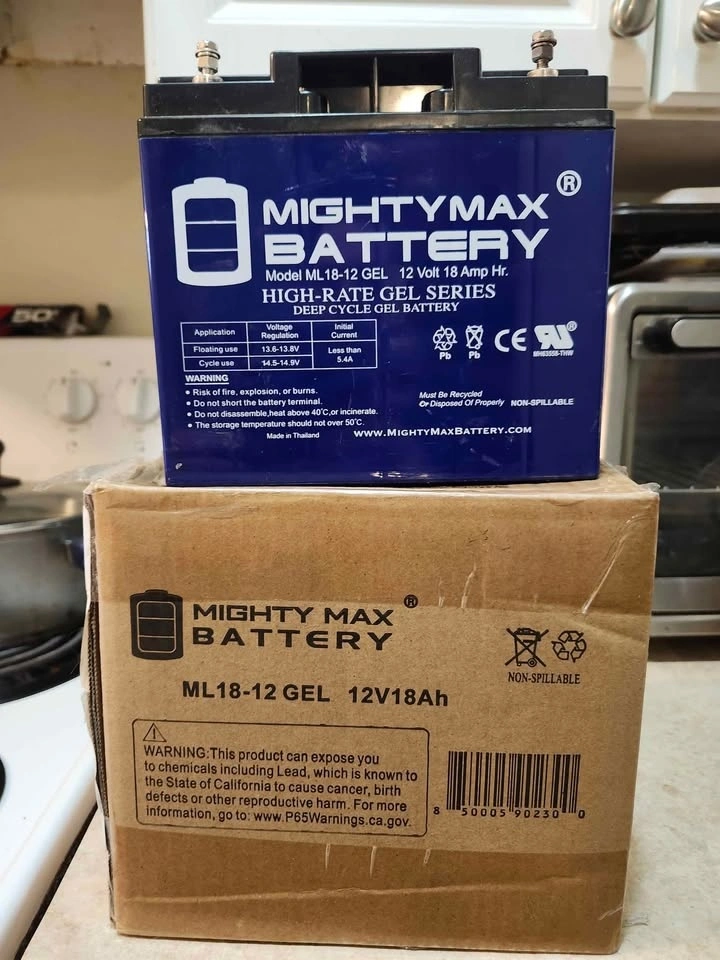 MIGHTYMAX ®
BATTERY
Model ML18-12 GEL 12 Volt 18 Amp Hr.
HIGH-RATE GEL SERIES
DEEP CYCLE GEL BATTERY
Application Voltage Regulation Initial Current
Floating use 13.6-13.8V Less than 5.4A
Cycle use 14.5-14.9V
Pb Pb CE RU®
MH63558-THW
WARNING
• Risk of fire, explosion, or burns.
• Do not short the battery terminal.
• Do not disassemble,heat above 40°C,or incinerate.
• The storage temperature should not over 50°C.
Must Be Recycled
Or Disposed Of Properly NON-SPILLABLE
Made in Thailand www.MightyMaxBattery.com
50
MIGHTY MAX ®
BATTERY
ML18-12 GEL 12V18Ah
NON-SPILLABLE
WARNING:This product can expose you
to chemicals including Lead, which is known to
the State of California to cause cancer, birth
defects or other reproductive harm. For more
information, go to: www.P65Warnings.ca.gov.
8 50005 90230 0